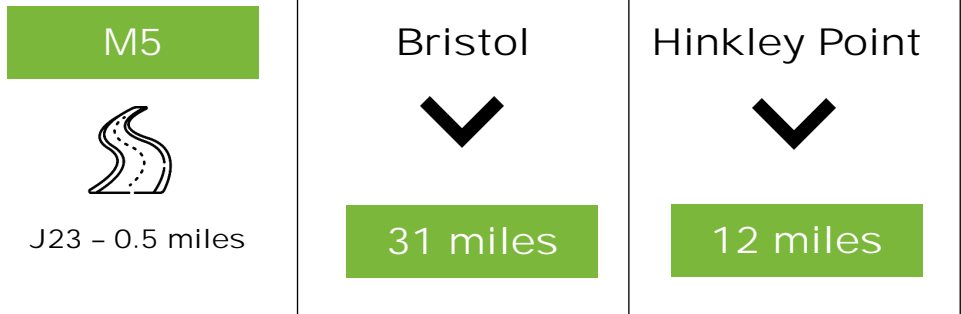 M5
J23 – 0.5 miles
Bristol
31 miles
Hinkley Point
12 miles